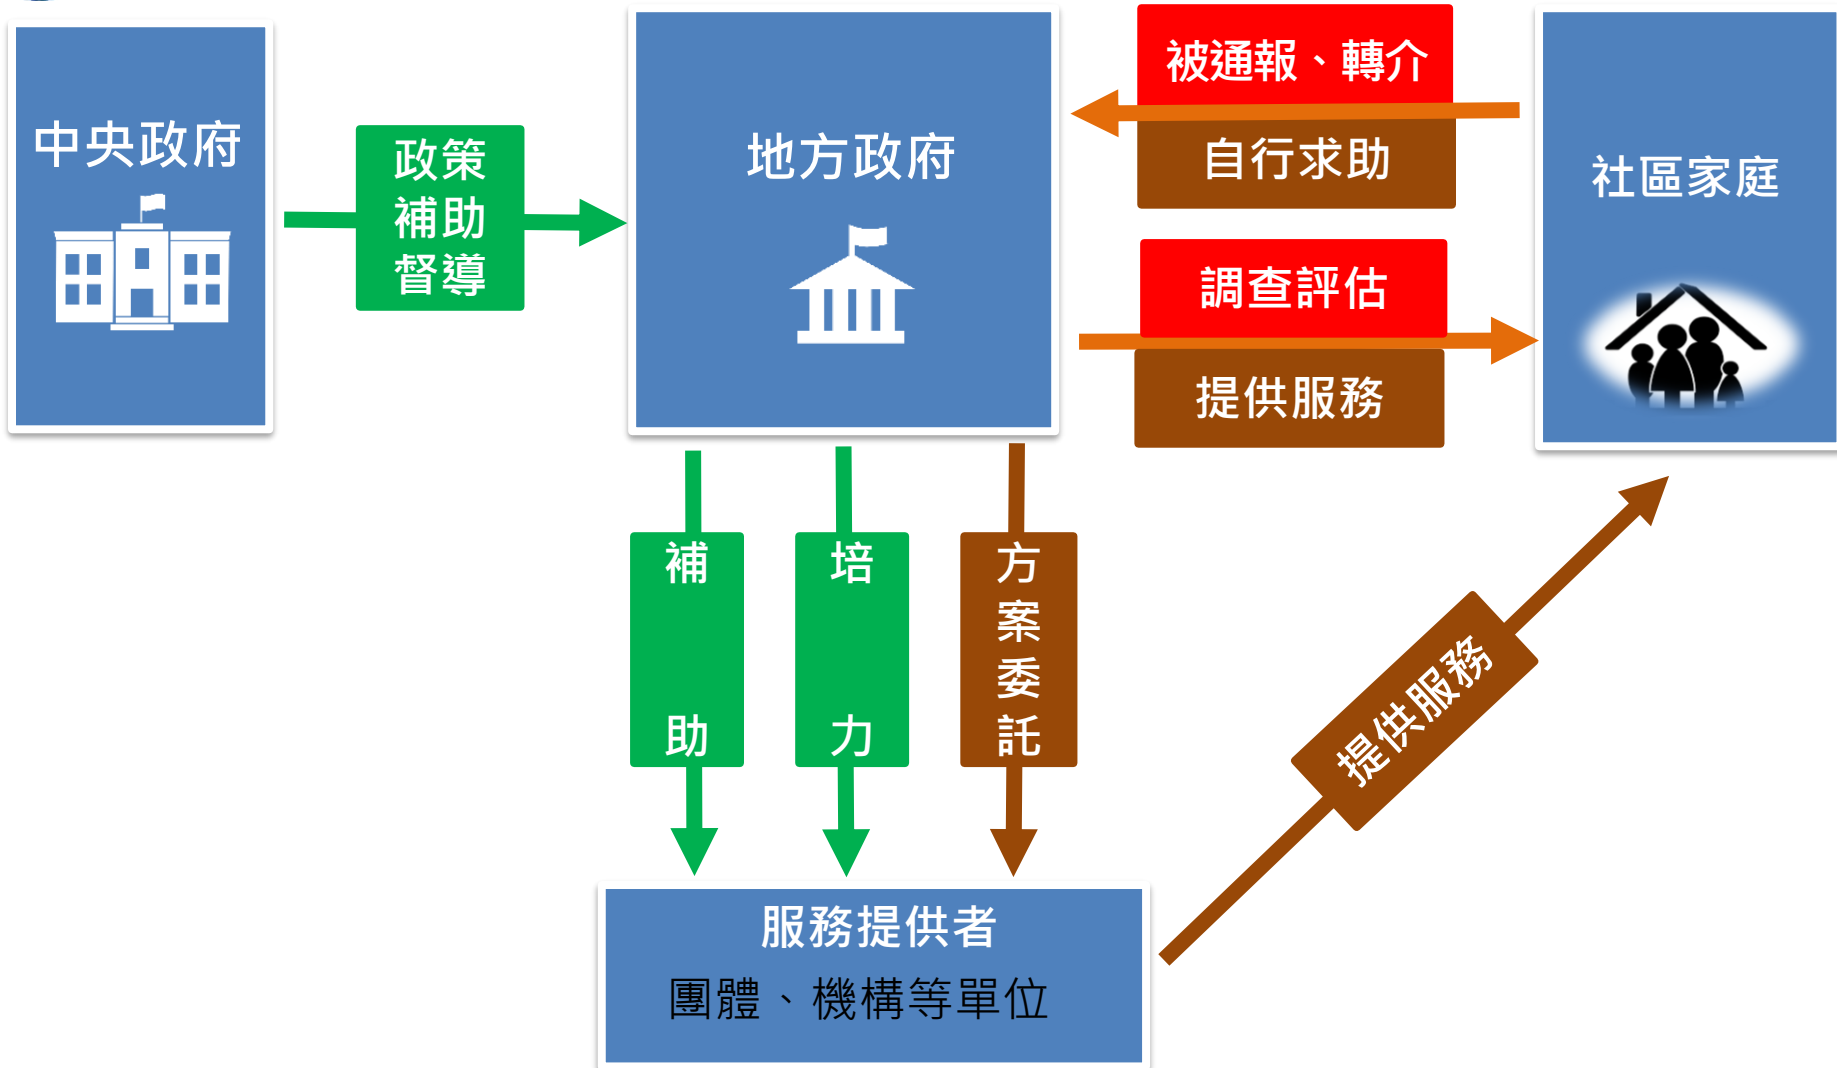 中央政府
政策
補助
督導
地方政府
被通報、轉介
自行求助
調查評估
提供服務
社區家庭
補助
培力
方案委託
提供服務
服務提供者
團體、機構等單位